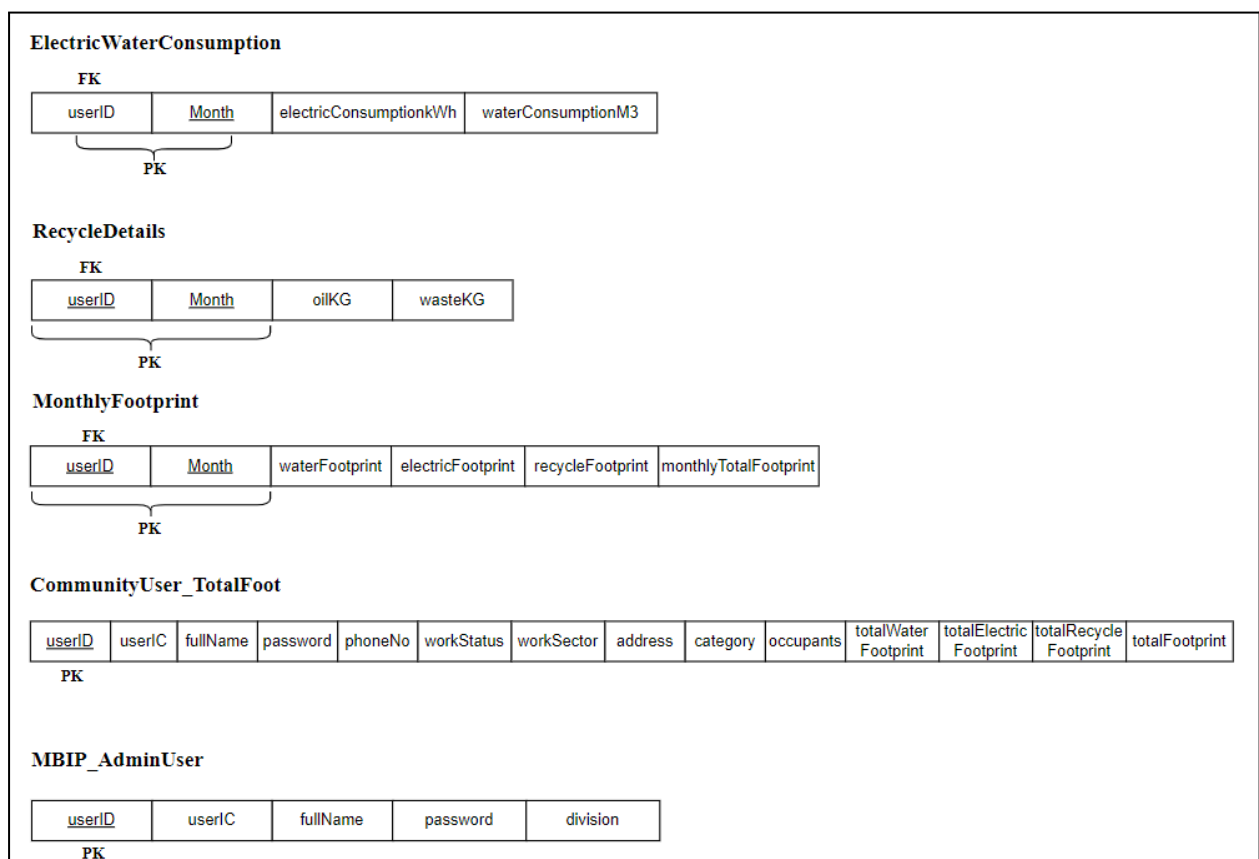 ElectricWaterConsumption
FK
userID Month electricConsumptionkWh waterConsumptionM3
PK
RecycleDetails
FK
userID Month oilKG wasteKG
PK
MonthlyFootprint
FK
userID Month waterFootprint electricFootprint recycleFootprint monthlyTotalFootprint
PK
CommunityUser_TotalFoot
userID userIC fullName password phoneNo workStatus workSector address category occupants totalWater Footprint totalElectric Footprint totalRecycle Footprint totalFootprint
PK
MBIP_AdminUser
userID userIC fullName password division
PK